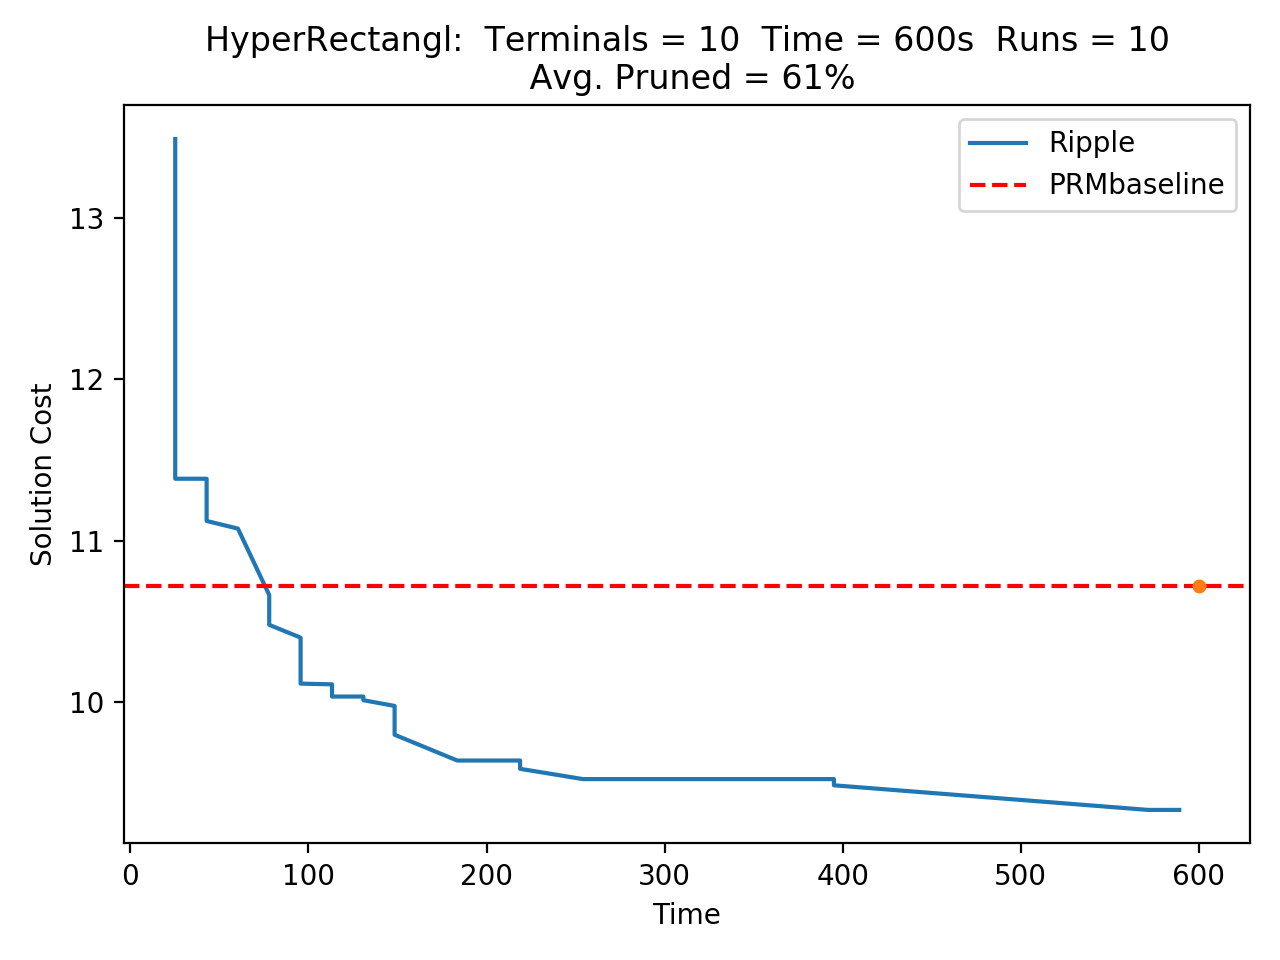 HyperRectangl:  Terminals = 10  Time = 600s  Runs = 10
Avg. Pruned = 61%
Ripple
PRMbaseline
Solution Cost
13
12
11
10
0 100 200 300 400 500 600
Time